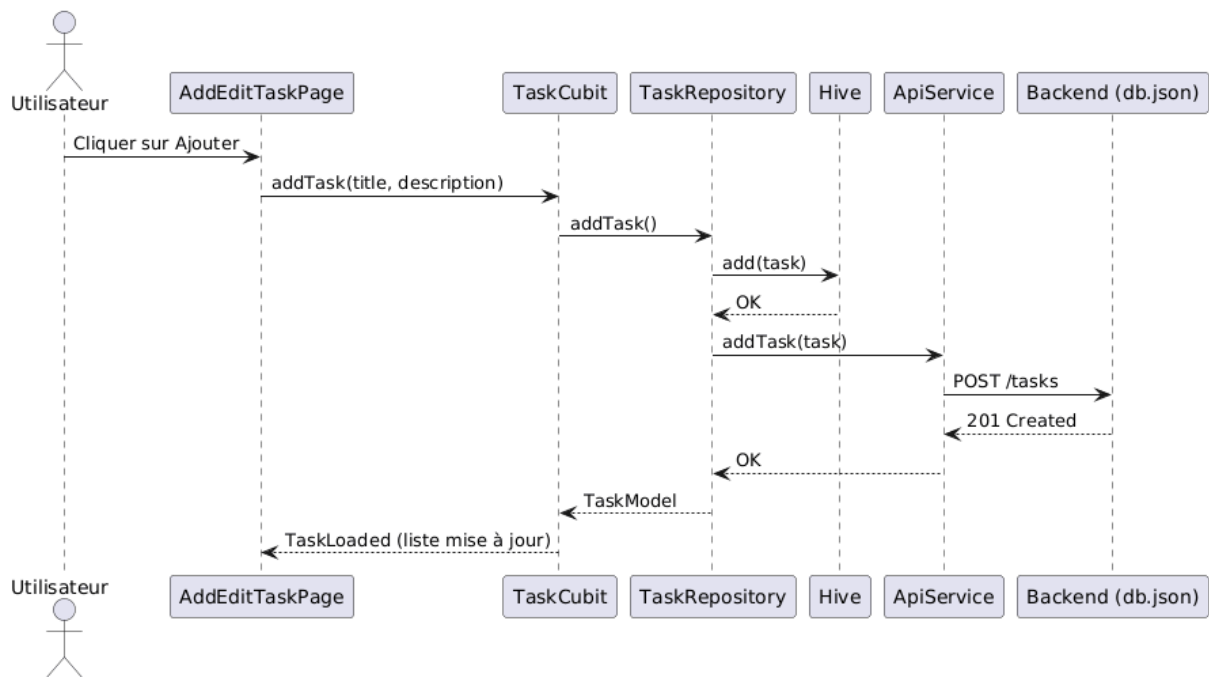 Utilisateur
AddEditTaskPage
TaskCubit
TaskRepository
Hive
ApiService
Backend (db.json)
Cliquer sur Ajouter
addTask(title, description)
addTask()
add(task)
OK
addTask(task)
POST /tasks
201 Created
OK
TaskModel
TaskLoaded (liste mise à jour)
Utilisateur
AddEditTaskPage
TaskCubit
TaskRepository
Hive
ApiService
Backend (db.json)